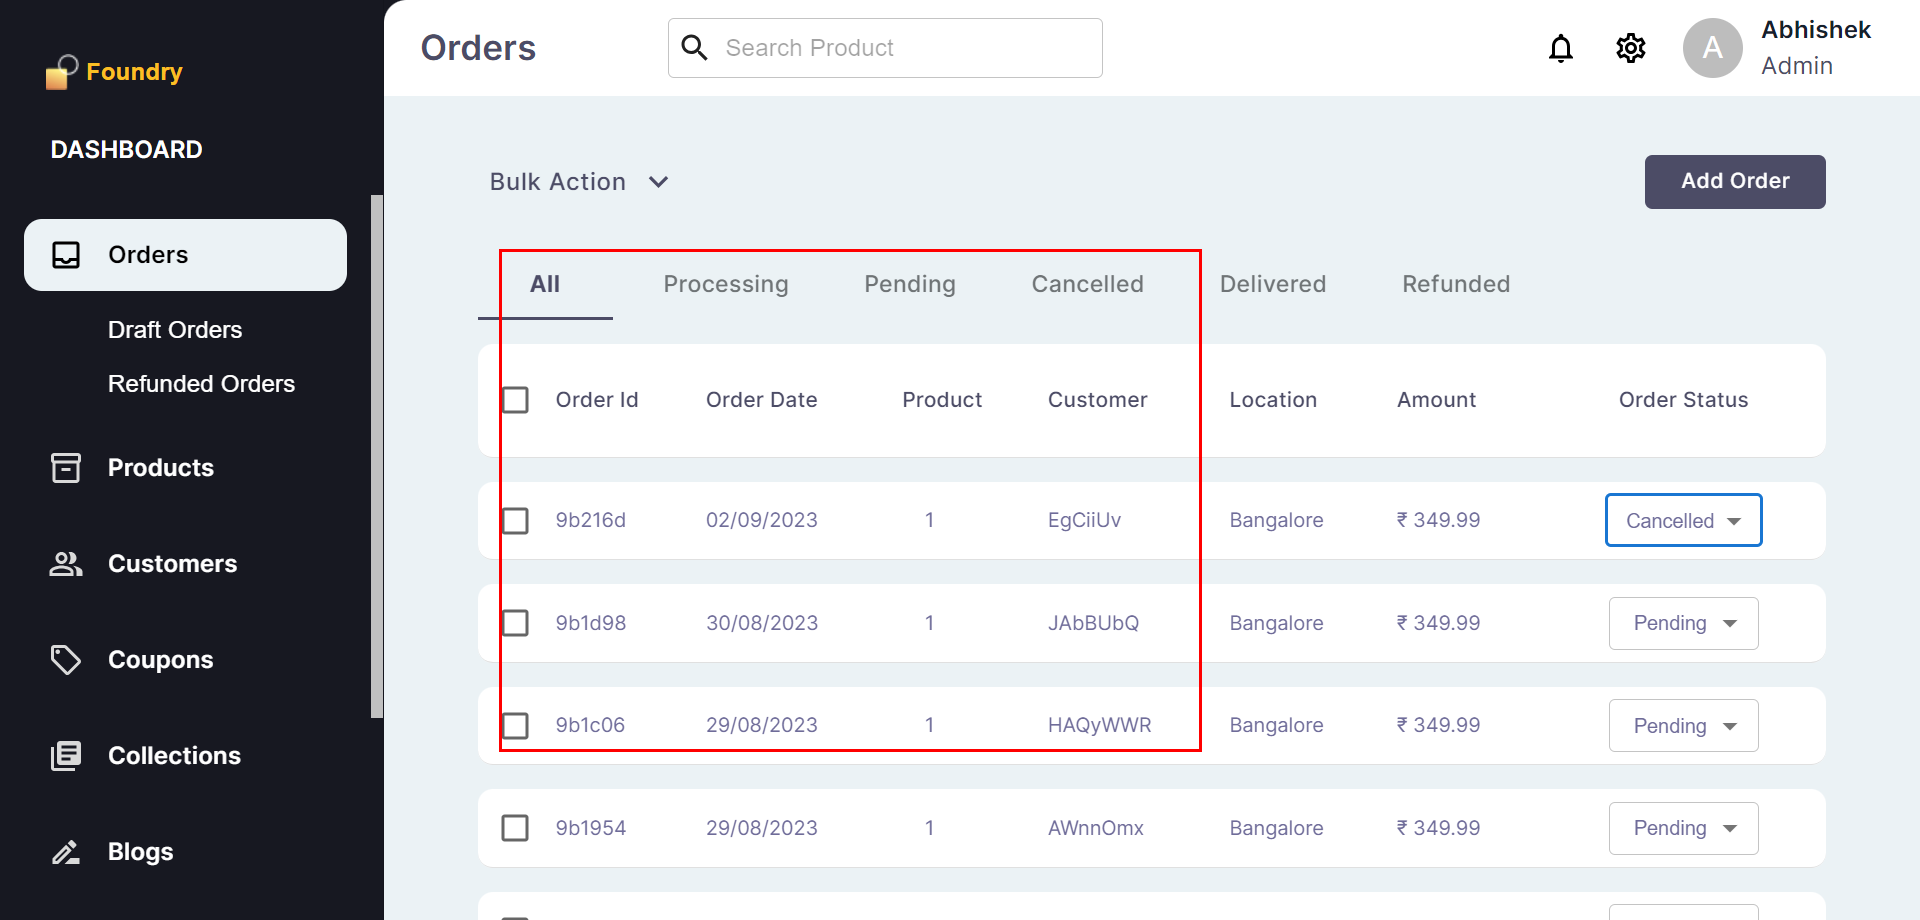 Foundry
DASHBOARD
Orders
Draft Orders
Refunded Orders
Products
Customers
Coupons
Collections
Blogs
Orders
Search Product
A
Abhishek
Admin
Bulk Action
Add Order
All Processing Pending Cancelled Delivered Refunded
Order Id Order Date Product Customer Location Amount Order Status
9b216d 02/09/2023 1 EgCiiUv Bangalore ₹ 349.99 Cancelled
9b1d98 30/08/2023 1 JAbBUbQ Bangalore ₹ 349.99 Pending
9b1c06 29/08/2023 1 HAQyWWR Bangalore ₹ 349.99 Pending
9b1954 29/08/2023 1 AWnnOmx Bangalore ₹ 349.99 Pending